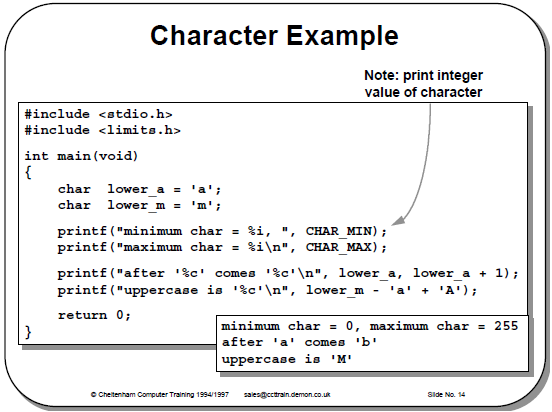 Character Example
Note: print integer
value of character
#include <stdio.h>
#include <limits.h>
int main(void)
{
    char  lower_a = 'a';
    char  lower_m = 'm';
    printf("minimum char = %i, ", CHAR_MIN);
    printf("maximum char = %i\n", CHAR_MAX);
    printf("after '%c' comes '%c'\n", lower_a, lower_a + 1);
    printf("uppercase is '%c'\n", lower_m - 'a' + 'A');
    return 0;
}
minimum char = 0, maximum char = 255
after 'a' comes 'b'
uppercase is 'M'
© Cheltenham Computer Training 1994/1997 sales@ccttrain.demon.co.uk Slide No. 14